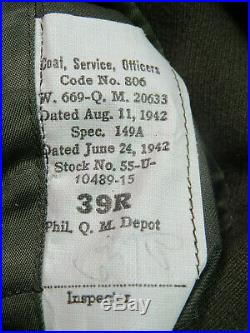 Coat, Service, Officers
Code No. 806
W. 669-Q. M. 20633
Dated Aug. 11, 1942
Spec. 149A
Dated June 24, 1942
Stock No. 55-U-
10489-15
39R
Phil. Q. M. Depot
Inspector